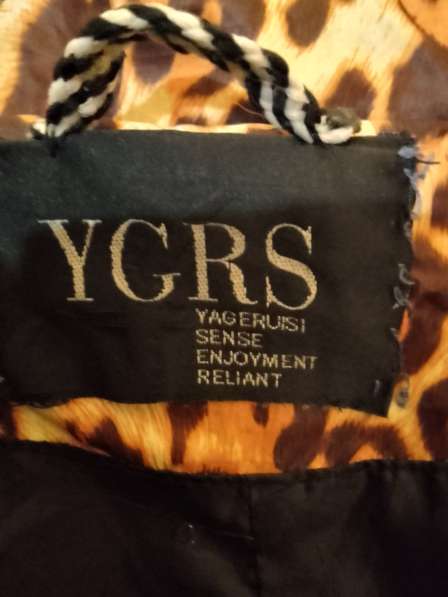 YGRS
YAGERUISI
SENSE
ENJOYMENT
RELIANT